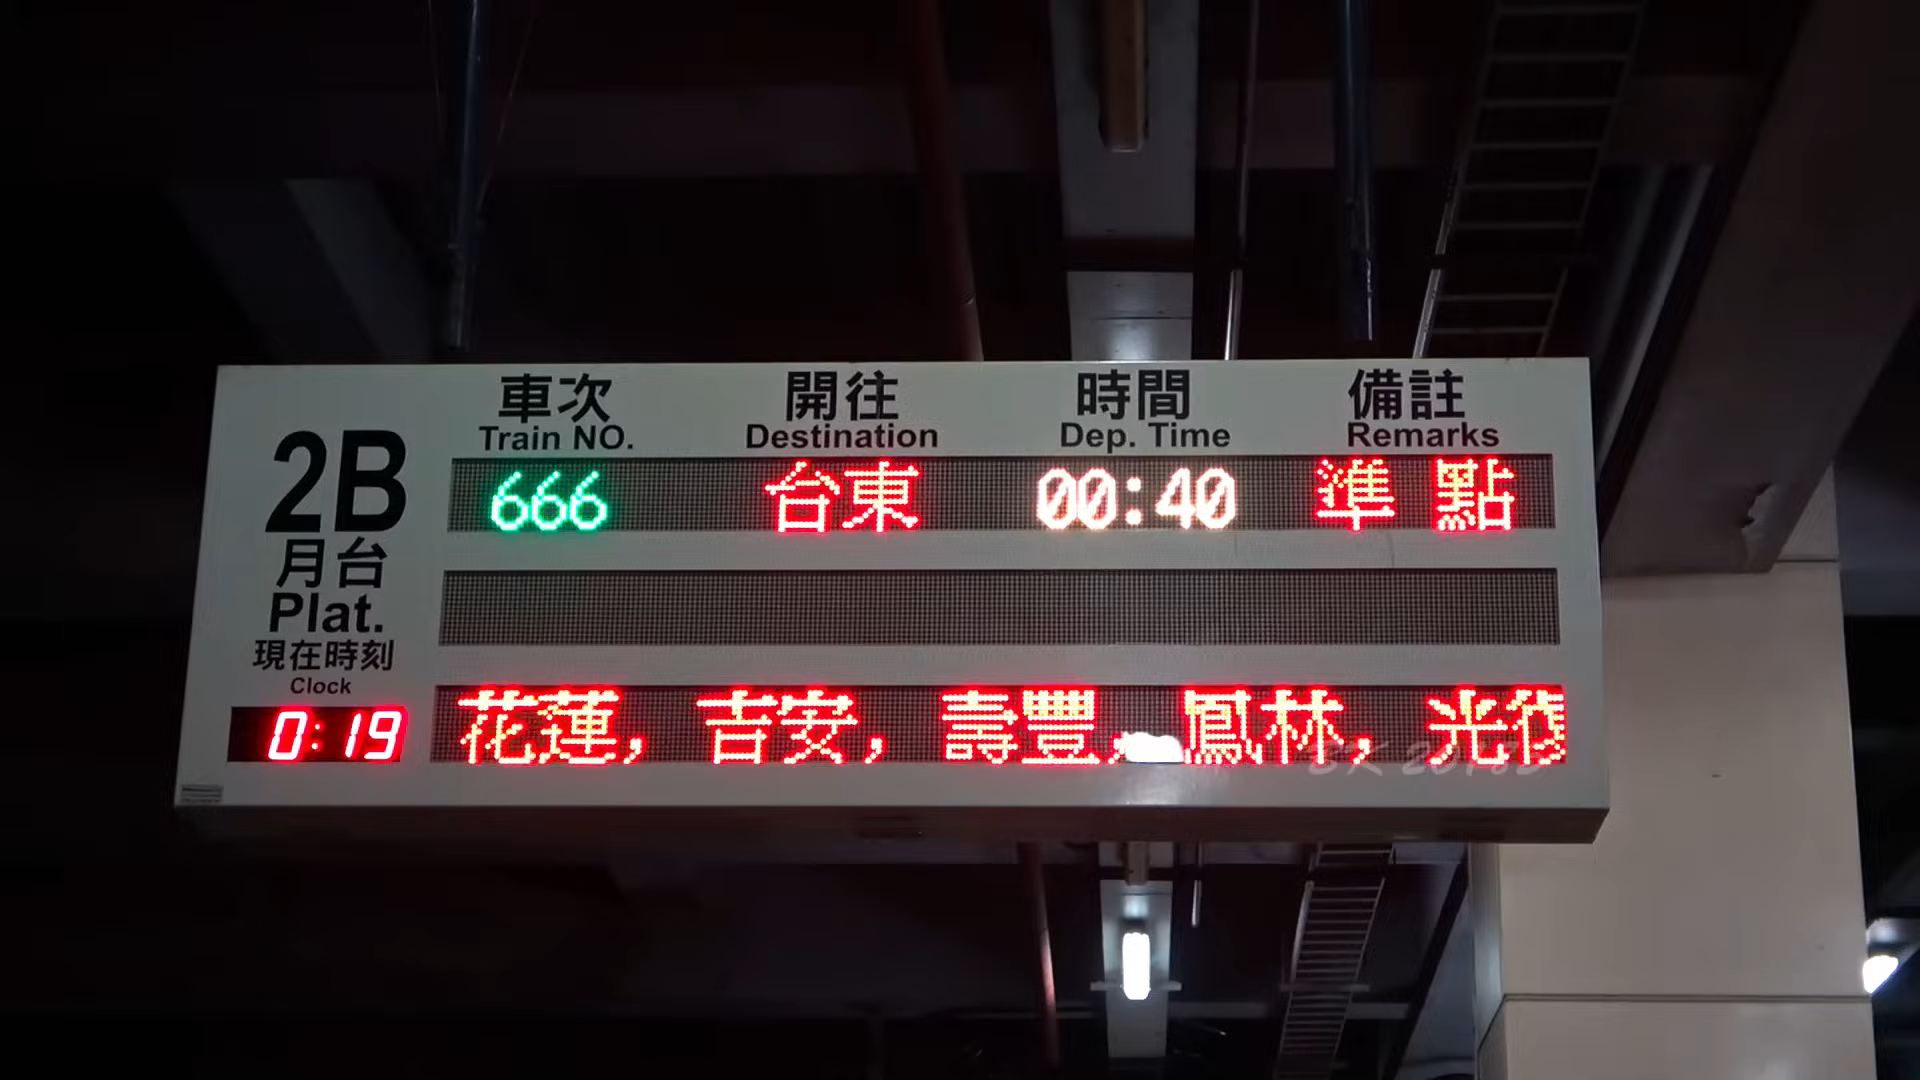 車次 開往 時間 備註
Train NO. Destination Dep. Time Remarks
2B
月台
Plat.
666 台東 00:40 準點
現在時刻
Clock
0:19
花蓮，吉安，壽豐，鳳林，光復